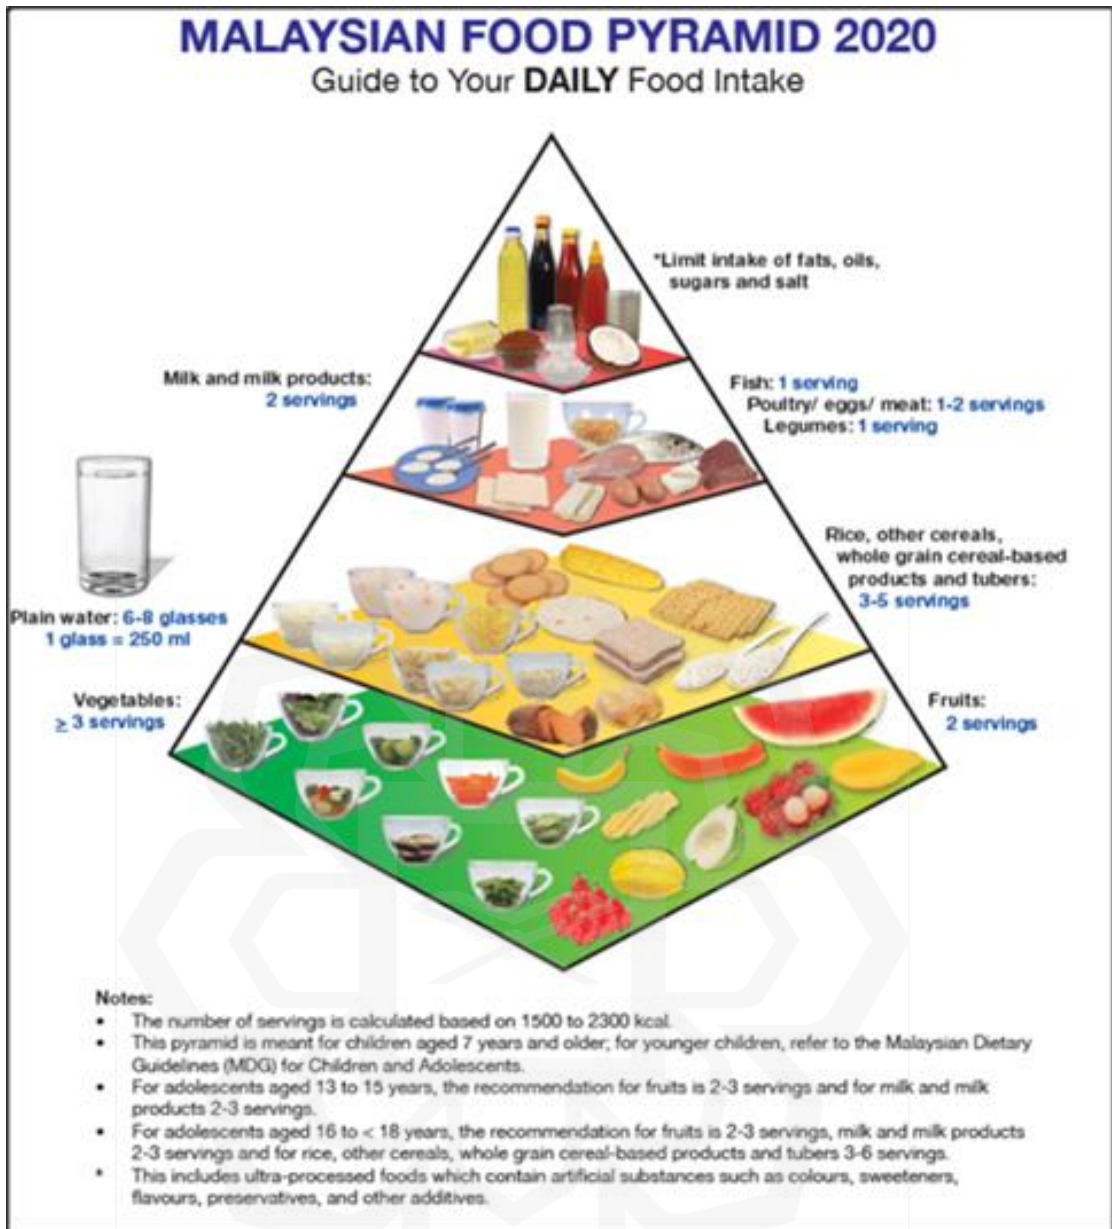 MALAYSIAN FOOD PYRAMID 2020
Guide to Your DAILY Food Intake
*Limit intake of fats, oils,
sugars and salt
Milk and milk products:
2 servings
Fish: 1 serving
Poultry/ eggs/ meat: 1-2 servings
Legumes: 1 serving
Rice, other cereals,
whole grain cereal-based
products and tubers:
3-5 servings
Plain water: 6-8 glasses
1 glass = 250 ml
Vegetables:
≥ 3 servings
Fruits:
2 servings
Notes:
• The number of servings is calculated based on 1500 to 2300 kcal.
• This pyramid is meant for children aged 7 years and older; for younger children, refer to the Malaysian Dietary
Guidelines (MDG) for Children and Adolescents.
• For adolescents aged 13 to 15 years, the recommendation for fruits is 2-3 servings and for milk and milk
products 2-3 servings.
• For adolescents aged 16 to < 18 years, the recommendation for fruits is 2-3 servings, milk and milk products
2-3 servings and for rice, other cereals, whole grain cereal-based products and tubers 3-6 servings.
* This includes ultra-processed foods which contain artificial substances such as colours, sweeteners,
flavours, preservatives, and other additives.